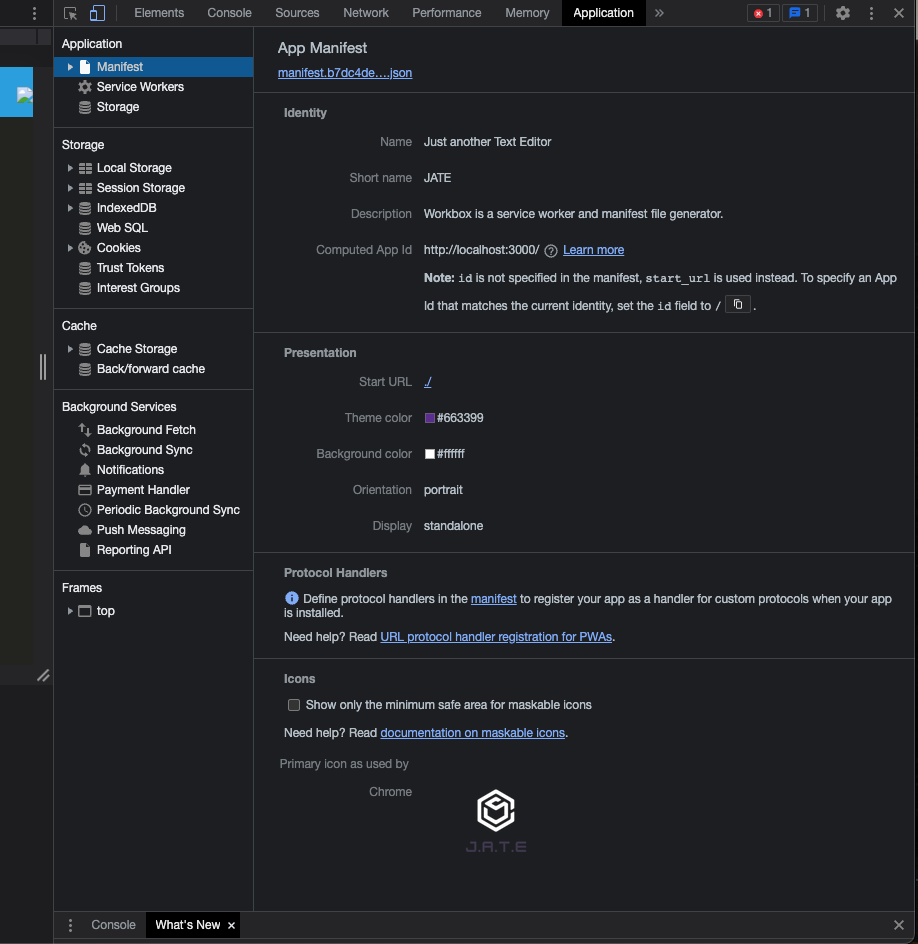 Elements Console Sources Network Performance Memory Application » 1 1
Application
Manifest
Service Workers
Storage
Storage
Local Storage
Session Storage
IndexedDB
Web SQL
Cookies
Trust Tokens
Interest Groups
Cache
Cache Storage
Back/forward cache
Background Services
Background Fetch
Background Sync
Notifications
Payment Handler
Periodic Background Sync
Push Messaging
Reporting API
Frames
top
App Manifest
manifest.b7dc4de….json
Identity
Name Just another Text Editor
Short name JATE
Description Workbox is a service worker and manifest file generator.
Computed App Id http://localhost:3000/ Learn more
Note: id is not specified in the manifest, start_url is used instead. To specify an App
Id that matches the current identity, set the id field to / .
Presentation
Start URL ./
Theme color #663399
Background color #ffffff
Orientation portrait
Display standalone
Protocol Handlers
Define protocol handlers in the manifest to register your app as a handler for custom protocols when your app
is installed.
Need help? Read URL protocol handler registration for PWAs.
Icons
Show only the minimum safe area for maskable icons
Need help? Read documentation on maskable icons.
Primary icon as used by
Chrome
J.A.T.E
Console What's New ×